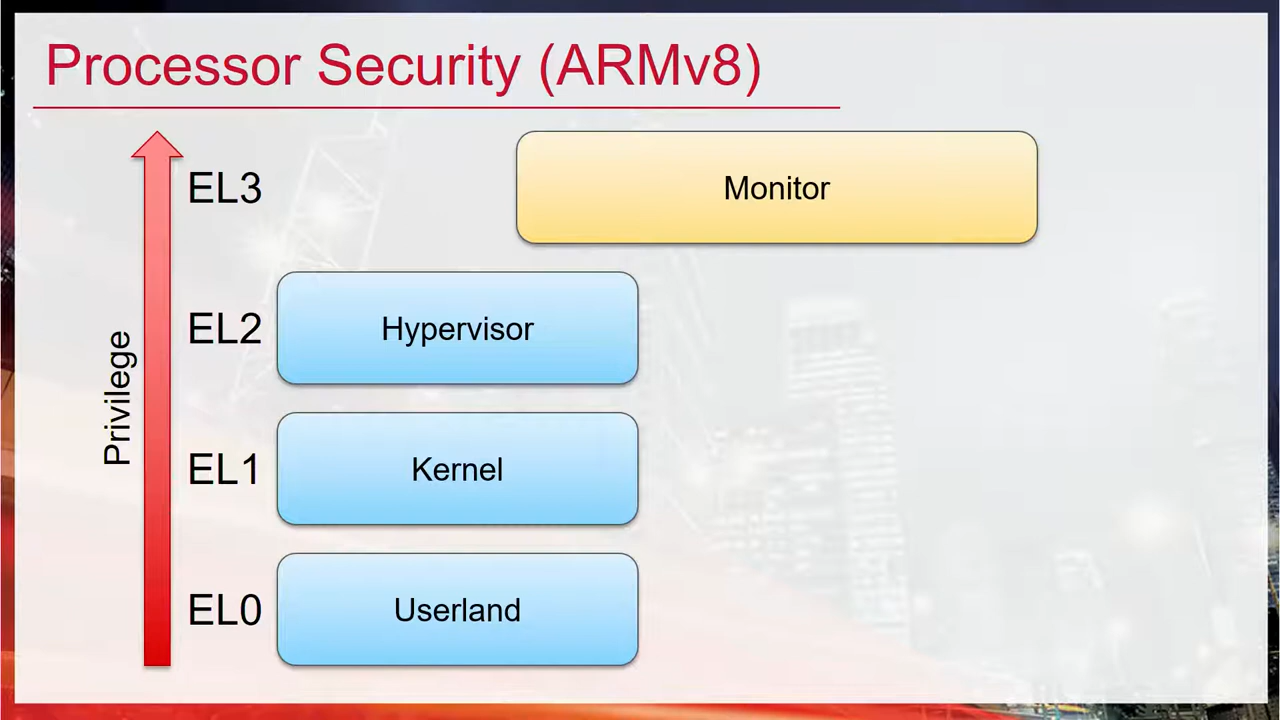 Processor Security (ARMv8)
EL3
Monitor
EL2
Hypervisor
Privilege
EL1
Kernel
EL0
Userland